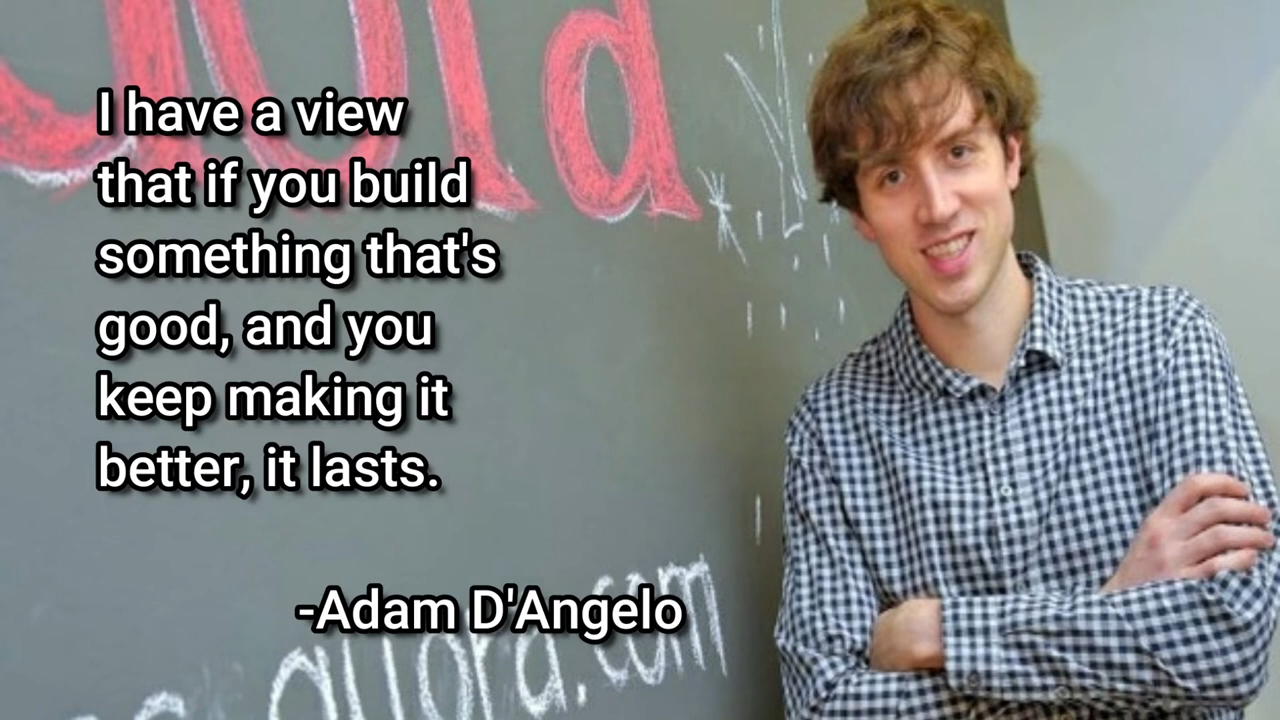 I have a view
that if you build
something that's
good, and you
keep making it
better, it lasts.
-Adam D'Angelo